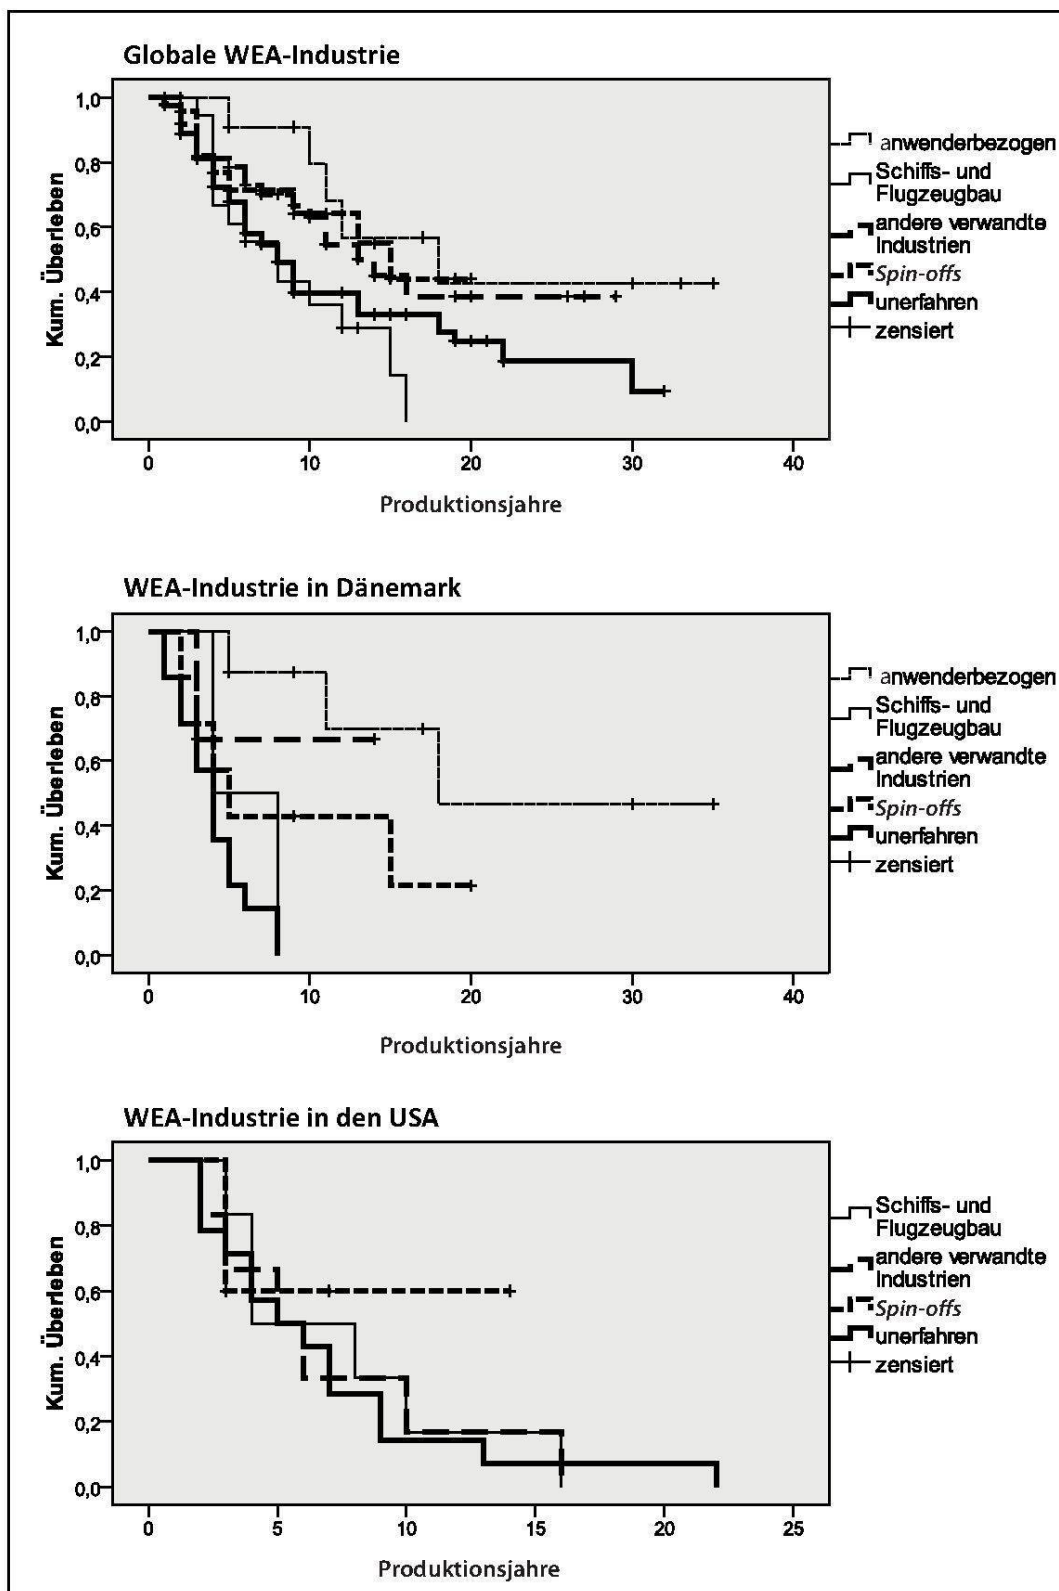 Globale WEA-Industrie
Kum. Überleben
1,0
0,8
0,6
0,4
0,2
0,0
0 10 20 30 40
Produktionsjahre
anwenderbezogen
Schiffs- und
Flugzeugbau
andere verwandte
Industrien
Spin-offs
unerfahren
zensiert
WEA-Industrie in Dänemark
Kum. Überleben
1,0
0,8
0,6
0,4
0,2
0,0
0 10 20 30 40
Produktionsjahre
anwenderbezogen
Schiffs- und
Flugzeugbau
andere verwandte
Industrien
Spin-offs
unerfahren
zensiert
WEA-Industrie in den USA
Kum. Überleben
1,0
0,8
0,6
0,4
0,2
0,0
0 5 10 15 20 25
Produktionsjahre
Schiffs- und
Flugzeugbau
andere verwandte
Industrien
Spin-offs
unerfahren
zensiert